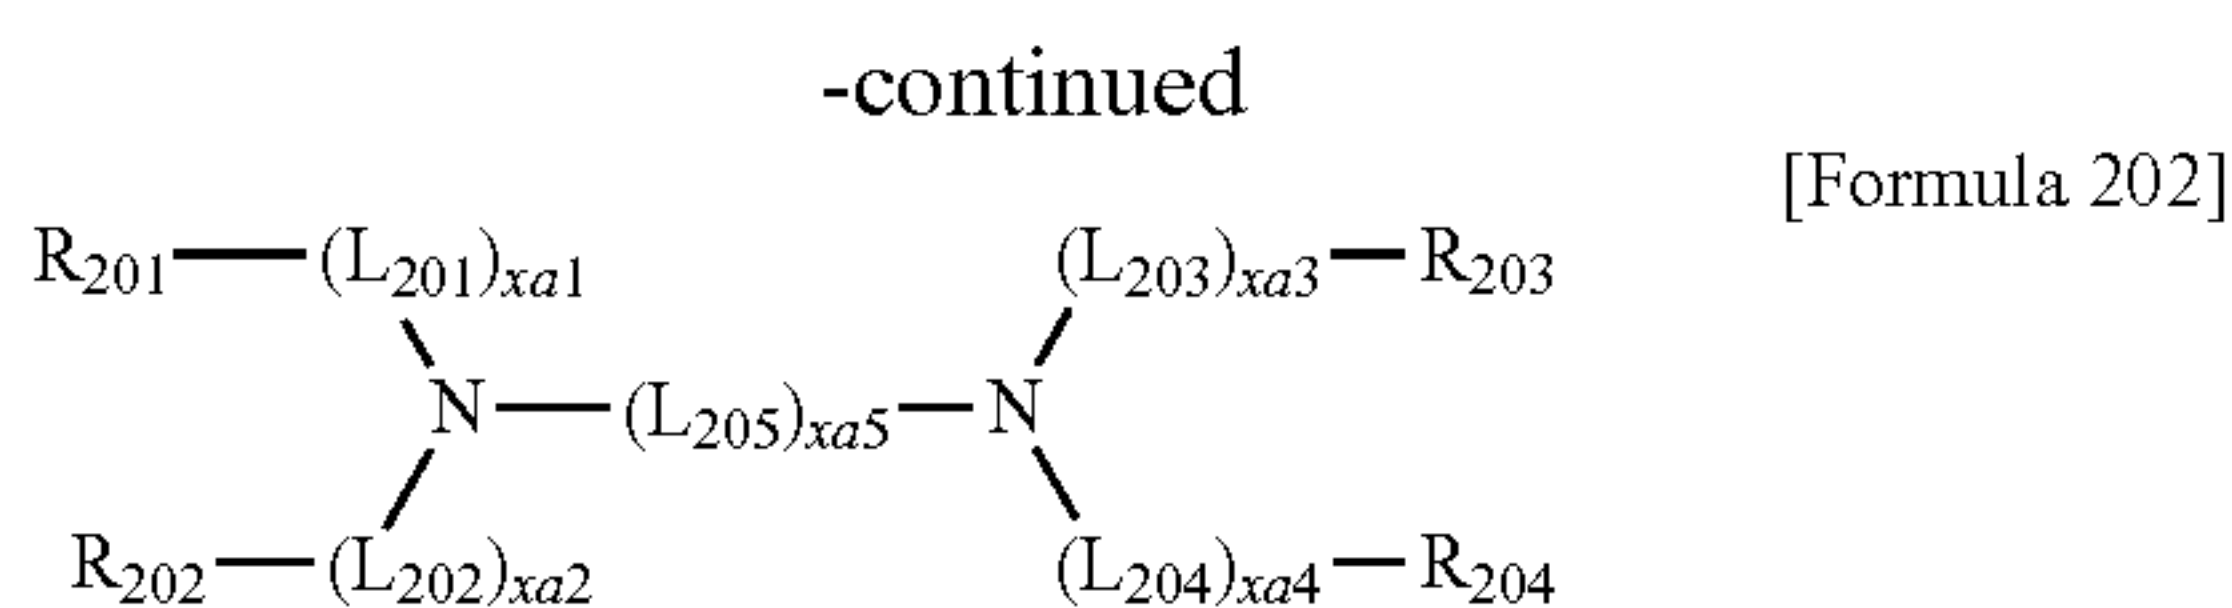 -continued
[Formula 202]
R201—(L201)xa1 (L203)xa3—R203
N—(L205)xa5—N
R202—(L202)xa2 (L204)xa4—R204